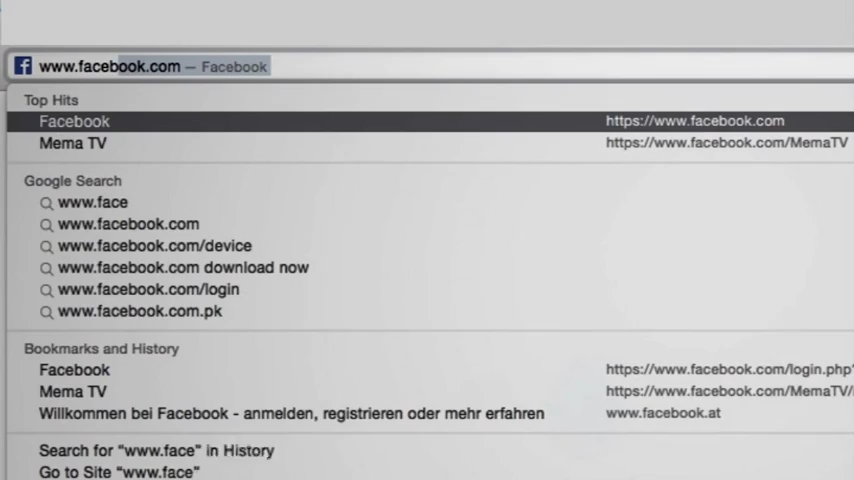 www.facebook.com — Facebook
Top Hits
Facebook https://www.facebook.com
Mema TV https://www.facebook.com/MemaTV
Google Search
www.face
www.facebook.com
www.facebook.com/device
www.facebook.com download now
www.facebook.com/login
www.facebook.com.pk
Bookmarks and History
Facebook https://www.facebook.com/login.php?
Mema TV https://www.facebook.com/MemaTV/
Willkommen bei Facebook - anmelden, registrieren oder mehr erfahren www.facebook.at
Search for “www.face” in History
Go to Site “www.face”